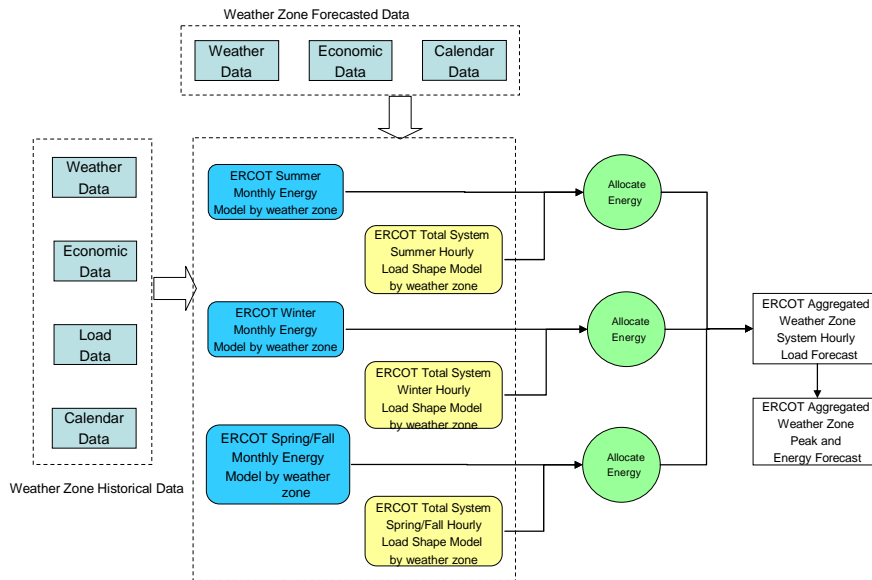 Weather Zone Forecasted Data
Weather
Data
Economic
Data
Calendar
Data
Weather
Data
Economic
Data
Load
Data
Calendar
Data
Weather Zone Historical Data
ERCOT Summer
Monthly Energy
Model by weather zone
ERCOT Total System
Summer Hourly
Load Shape Model
by weather zone
Allocate
Energy
ERCOT Winter
Monthly Energy
Model by weather zone
ERCOT Total System
Winter Hourly
Load Shape Model
by weather zone
Allocate
Energy
ERCOT Spring/Fall
Monthly Energy
Model by weather
zone
ERCOT Total System
Spring/Fall Hourly
Load Shape Model
by weather zone
Allocate
Energy
ERCOT Aggregated
Weather Zone
System Hourly
Load Forecast
ERCOT Aggregated
Weather Zone
Peak and
Energy Forecast